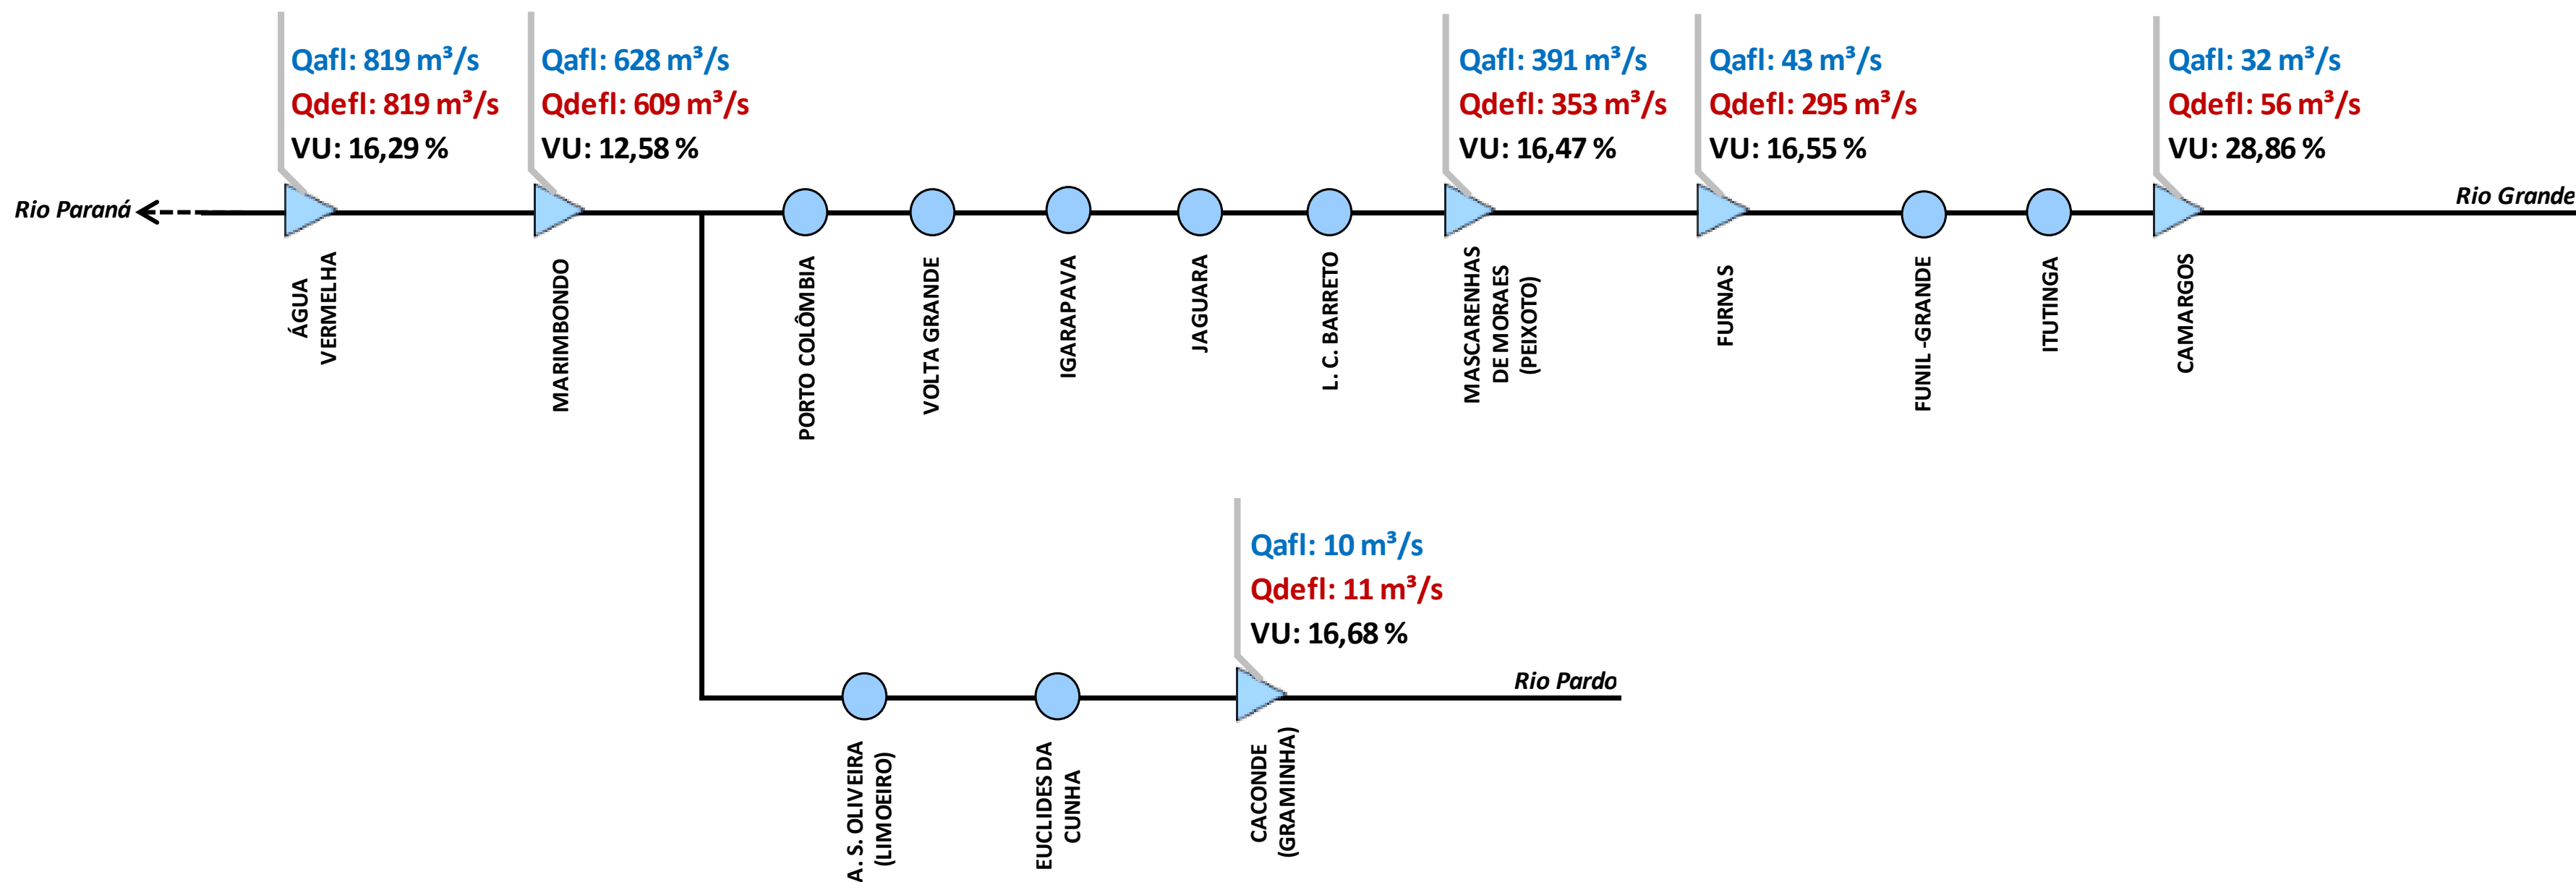 Qafl: 819 m³/s
Qdefl: 819 m³/s
VU: 16,29 %
Qafl: 628 m³/s
Qdefl: 609 m³/s
VU: 12,58 %
Qafl: 391 m³/s
Qdefl: 353 m³/s
VU: 16,47 %
Qafl: 43 m³/s
Qdefl: 295 m³/s
VU: 16,55 %
Qafl: 32 m³/s
Qdefl: 56 m³/s
VU: 28,86 %
Rio Paraná
Rio Grande
ÁGUA
VERMELHA
MARIMBONDO
PORTO COLÔMBIA
VOLTA GRANDE
IGARAPAVA
JAGUARA
L. C. BARRETO
MASCARENHAS
DE MORAES
(PEIXOTO)
FURNAS
FUNIL -GRANDE
ITUTINGA
CAMARGOS
Qafl: 10 m³/s
Qdefl: 11 m³/s
VU: 16,68 %
Rio Pardo
A. S. OLIVEIRA
(LIMOEIRO)
EUCLIDES DA
CUNHA
CACONDE
(GRAMINHA)